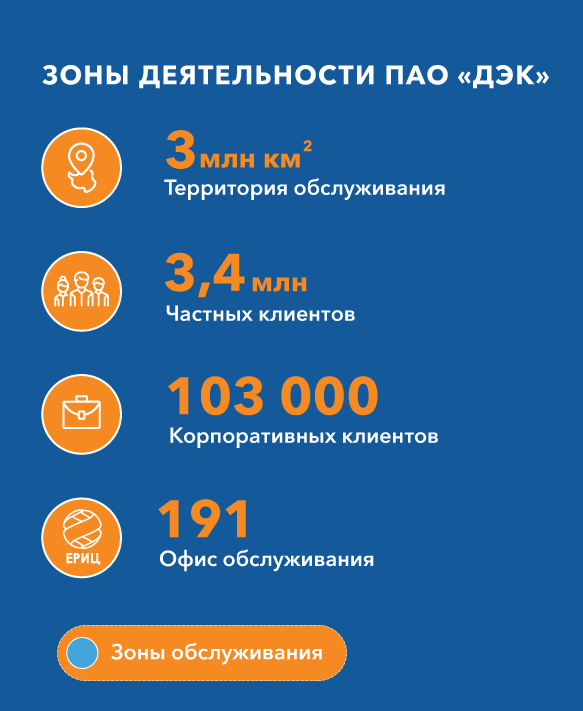 ЗОНЫ ДЕЯТЕЛЬНОСТИ ПАО «ДЭК»
3 млн км²
Территория обслуживания
3,4 млн
Частных клиентов
103 000
Корпоративных клиентов
191
ЕРИЦ
Офис обслуживания
Зоны обслуживания